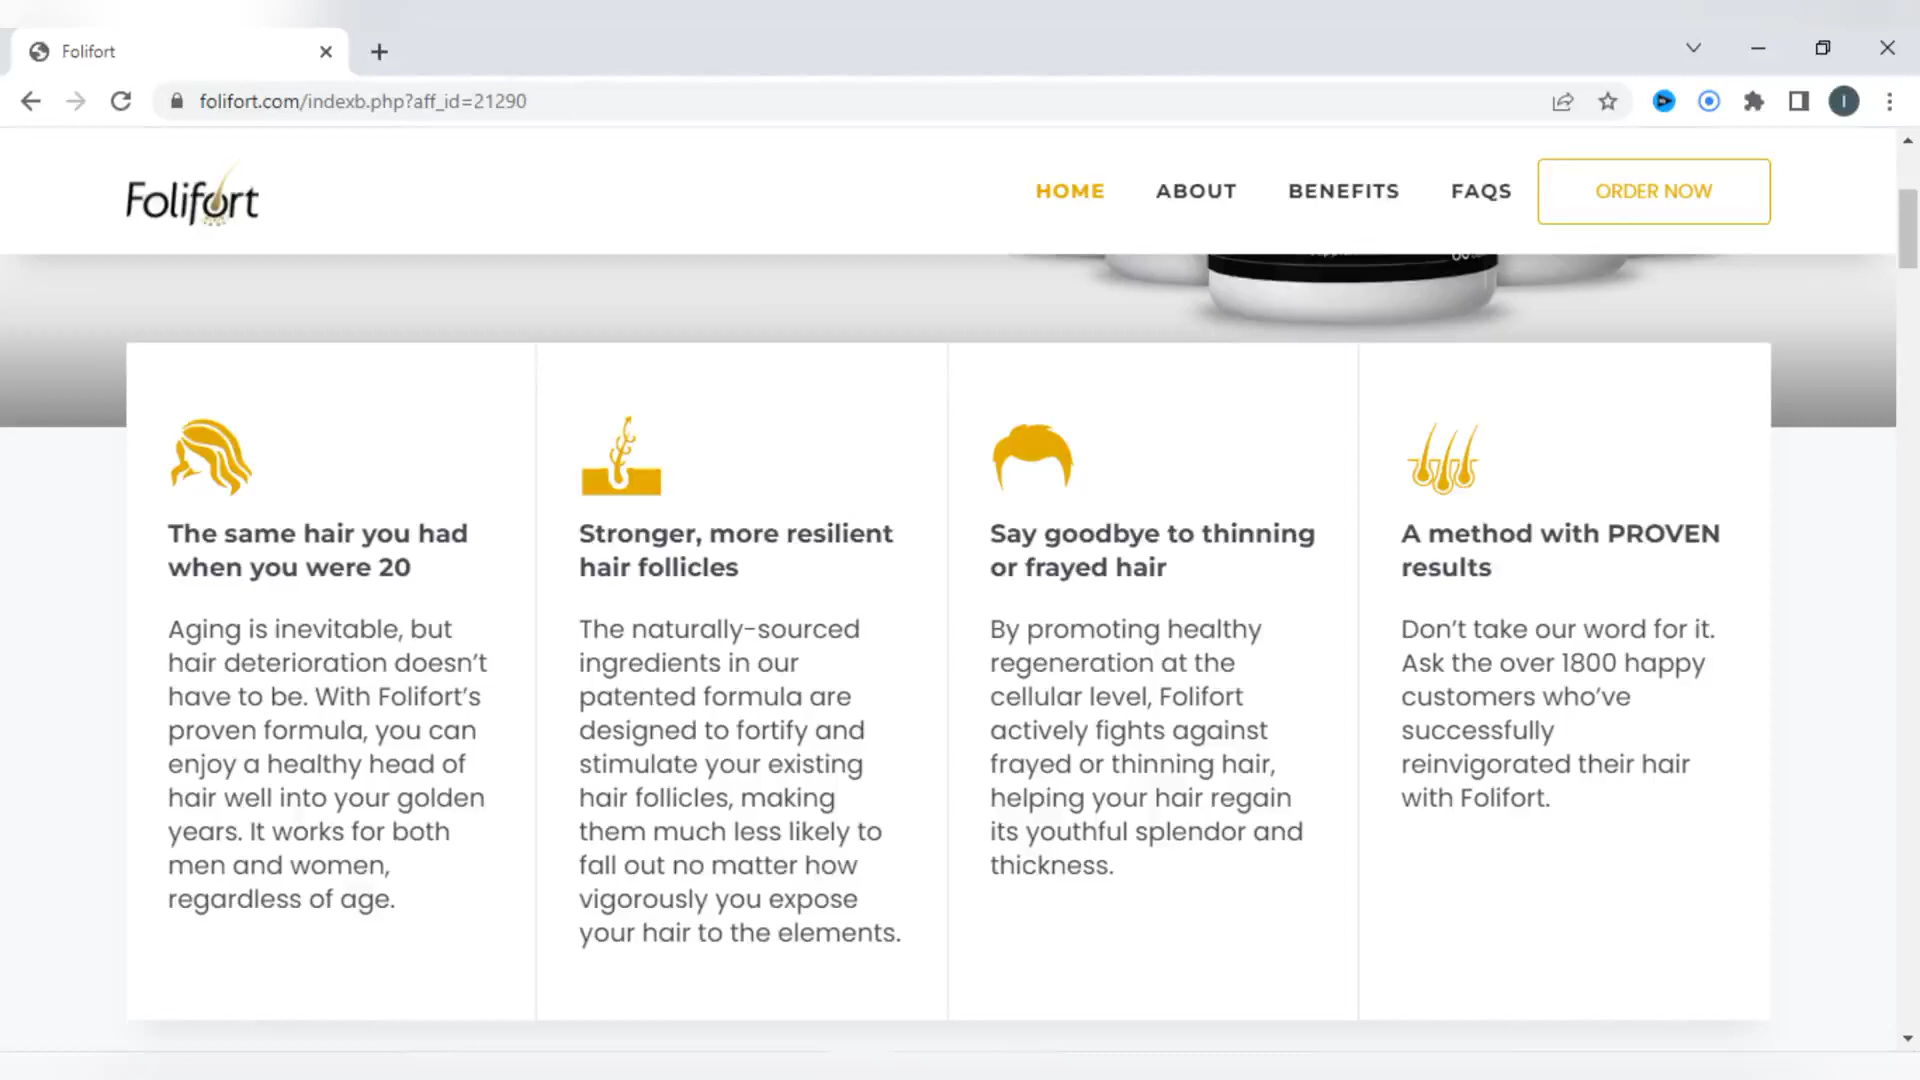 Folifort
folifort.com/indexb.php?aff_id=21290
I
Folifort
HOME
ABOUT
BENEFITS
FAQS
ORDER NOW
The same hair you had
when you were 20
Aging is inevitable, but
hair deterioration doesn't
have to be. With Folifort's
proven formula, you can
enjoy a healthy head of
hair well into your golden
years. It works for both
men and women,
regardless of age.
Stronger, more resilient
hair follicles
The naturally-sourced
ingredients in our
patented formula are
designed to fortify and
stimulate your existing
hair follicles, making
them much less likely to
fall out no matter how
vigorously you expose
your hair to the elements.
Say goodbye to thinning
or frayed hair
By promoting healthy
regeneration at the
cellular level, Folifort
actively fights against
frayed or thinning hair,
helping your hair regain
its youthful splendor and
thickness.
A method with PROVEN
results
Don't take our word for it.
Ask the over 1800 happy
customers who've
successfully
reinvigorated their hair
with Folifort.